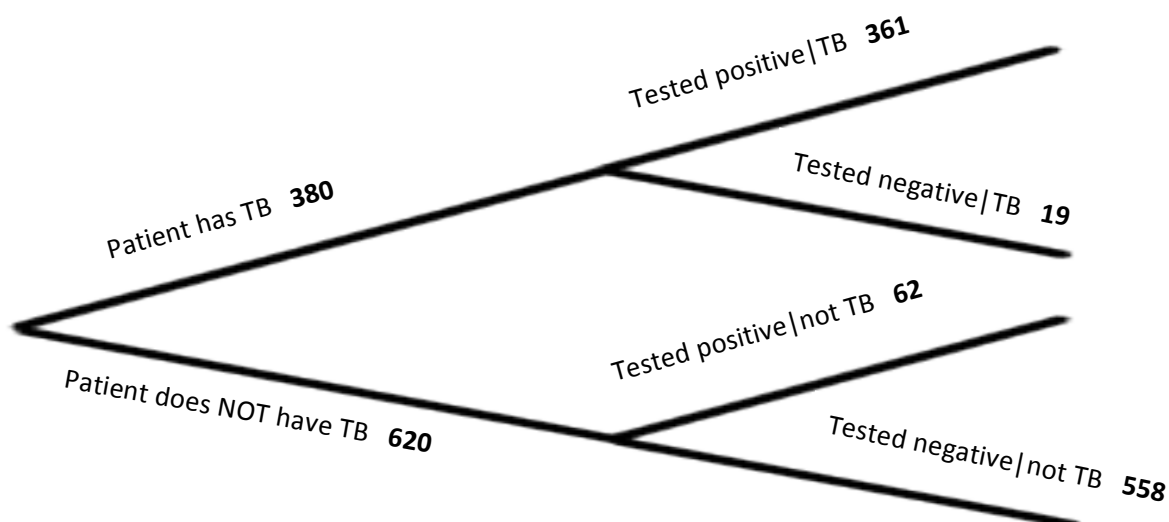 Tested positive|TB 361
Tested negative|TB 19
Patient has TB 380
Tested positive|not TB 62
Patient does NOT have TB 620
Tested negative|not TB 558